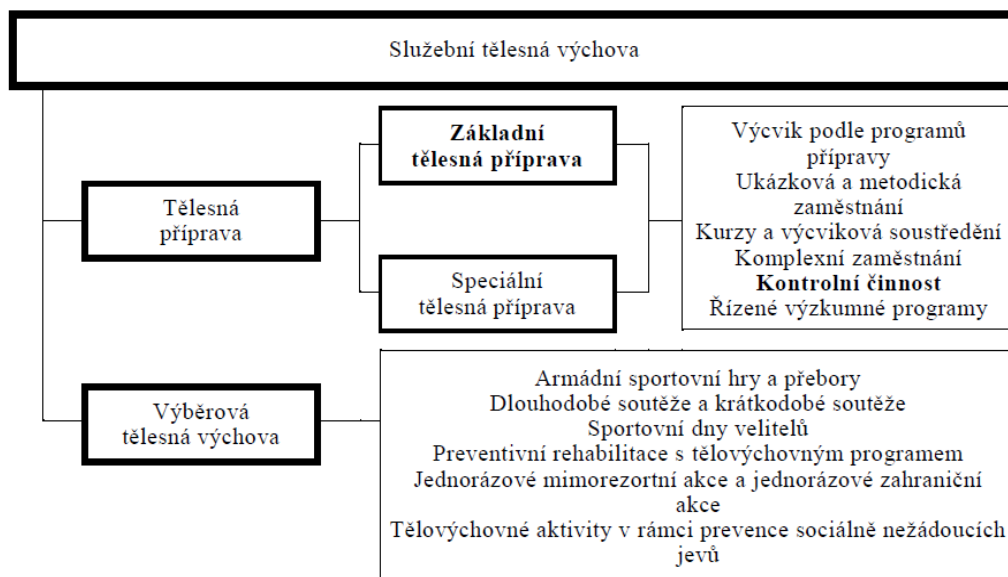 Služební tělesná výchova
Základní
tělesná příprava
Výcvik podle programů
přípravy
Ukázková a metodická
zaměstnání
Kurzy a výcviková soustředění
Komplexní zaměstnání
Kontrolní činnost
Řízené výzkumné programy
Tělesná
příprava
Speciální
tělesná příprava
Výběrová
tělesná výchova
Armádní sportovní hry a přebory
Dlouhodobé soutěže a krátkodobé soutěže
Sportovní dny velitelů
Preventivní rehabilitace s tělovýchovným programem
Jednorázové mimorezortní akce a jednorázové zahraniční
akce
Tělovýchovné aktivity v rámci prevence sociálně nežádoucích
jevů